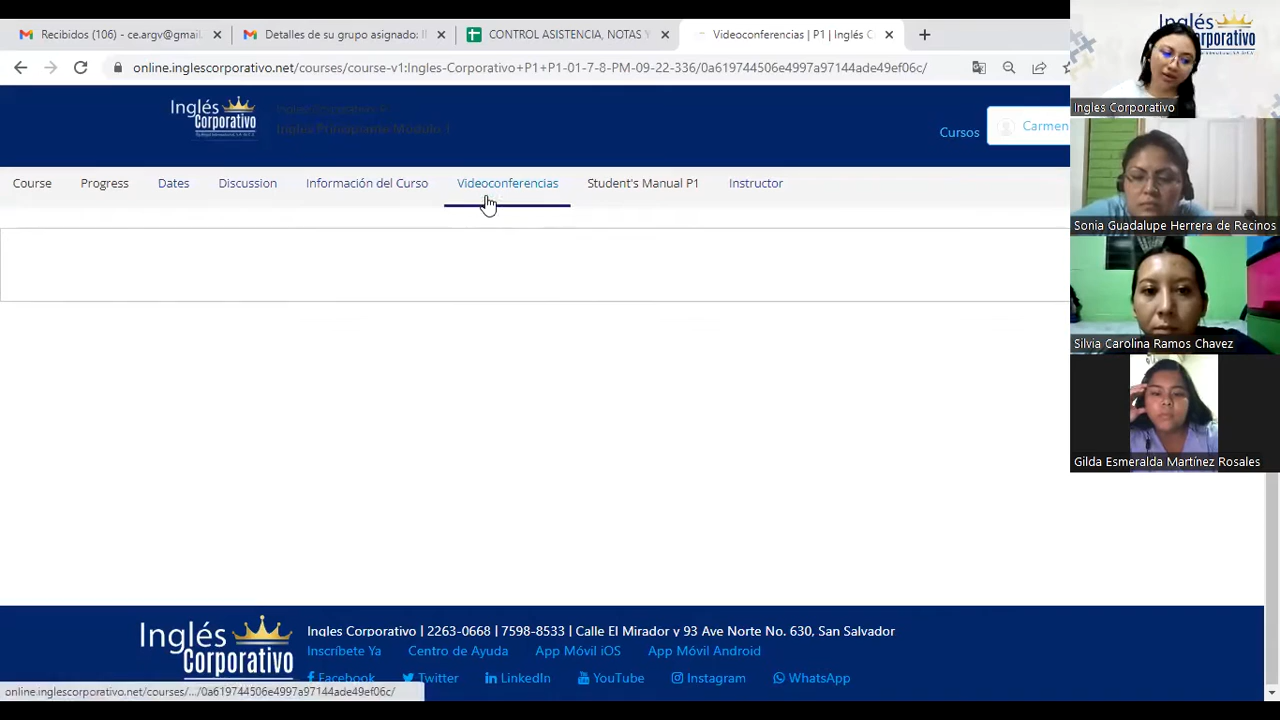 Recibidos (106) - ce.argv@gmail.
Detalles de su grupo asignado: I
CONTROL ASISTENCIA, NOTAS Y
Videoconferencias | P1 | Inglés C
online.inglescorporativo.net/courses/course-v1:Ingles-Corporativo+P1+P1-01-7-8-PM-09-22-336/0a619744506e4997a97144ade49ef06c/
Inglés
Corporativo
Inglés Principiante Módulo 1
Cursos
Carmen
Course
Progress
Dates
Discussion
Información del Curso
Videoconferencias
Student's Manual P1
Instructor
Inglés
Corporativo
Ingles Corporativo
Sonia Guadalupe Herrera de Recinos
Silvia Carolina Ramos Chavez
Gilda Esmeralda Martínez Rosales
Inglés
Corporativo
Ingles Corporativo | 2263-0668 | 7598-8533 | Calle El Mirador y 93 Ave Norte No. 630, San Salvador
Inscríbete Ya
Centro de Ayuda
App Móvil iOS
App Móvil Android
Facebook
Twitter
LinkedIn
YouTube
Instagram
WhatsApp
online.inglescorporativo.net/courses/.../0a619744506e4997a97144ade49ef06c/